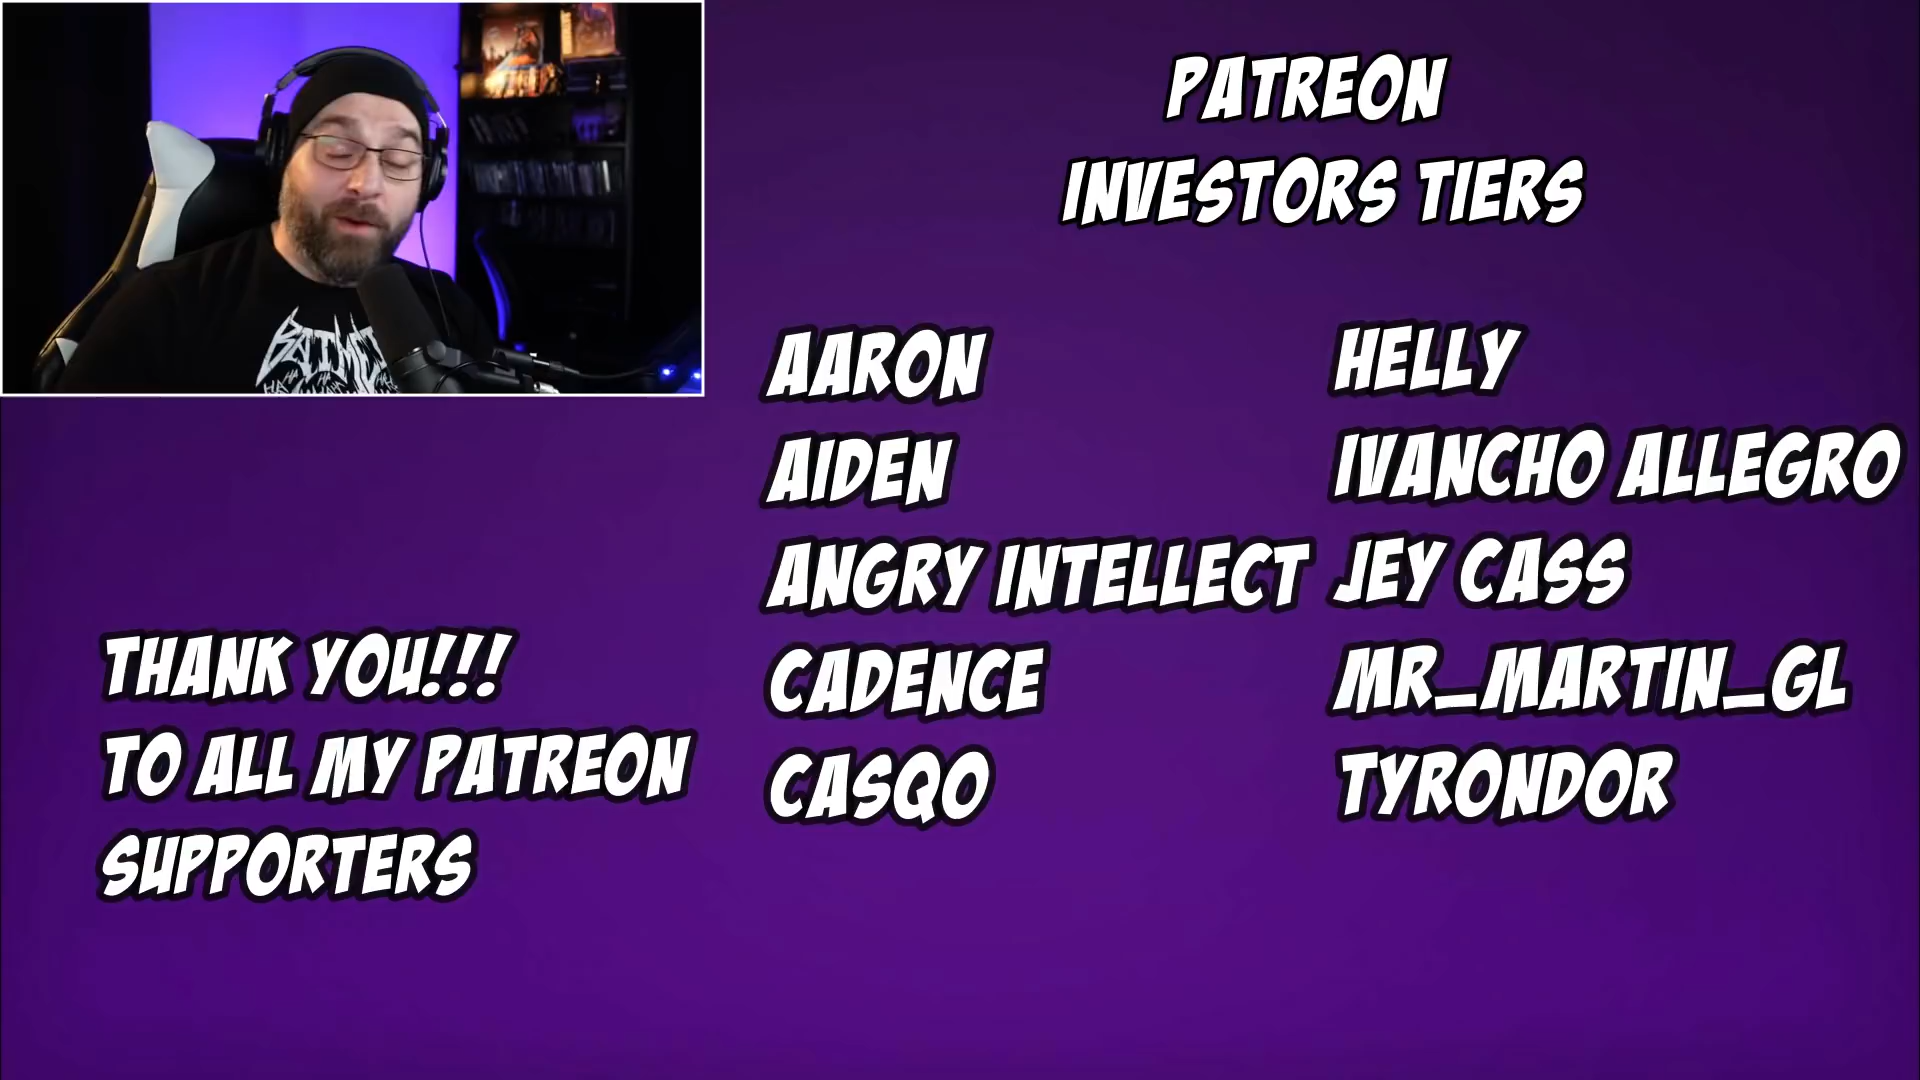 PATREON
INVESTORS TIERS
AARON
AIDEN
ANGRY INTELLECT
CADENCE
CASQO
HELLY
IVANCHO ALLEGRO
JEY CASS
MR_MARTIN_GL
TYRONDOR
THANK YOU!!!
TO ALL MY PATREON
SUPPORTERS